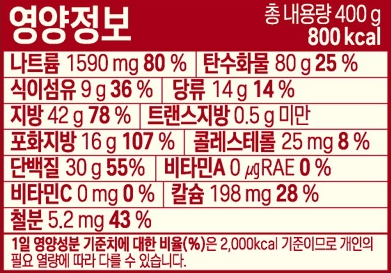 영양정보 총 내용량 400 g
800 kcal
나트륨 1590 mg 80 % 탄수화물 80 g 25 %
식이섬유 9 g 36 % 당류 14 g 14 %
지방 42 g 78 % 트랜스지방 0.5 g 미만
포화지방 16 g 107 % 콜레스테롤 25 mg 8 %
단백질 30 g 55% 비타민A 0 μgRAE 0 %
비타민C 0 mg 0 % 칼슘 198 mg 28 %
철분 5.2 mg 43 %
1일 영양성분 기준치에 대한 비율(%)은 2,000kcal 기준이므로 개인의
필요 열량에 따라 다를 수 있습니다.